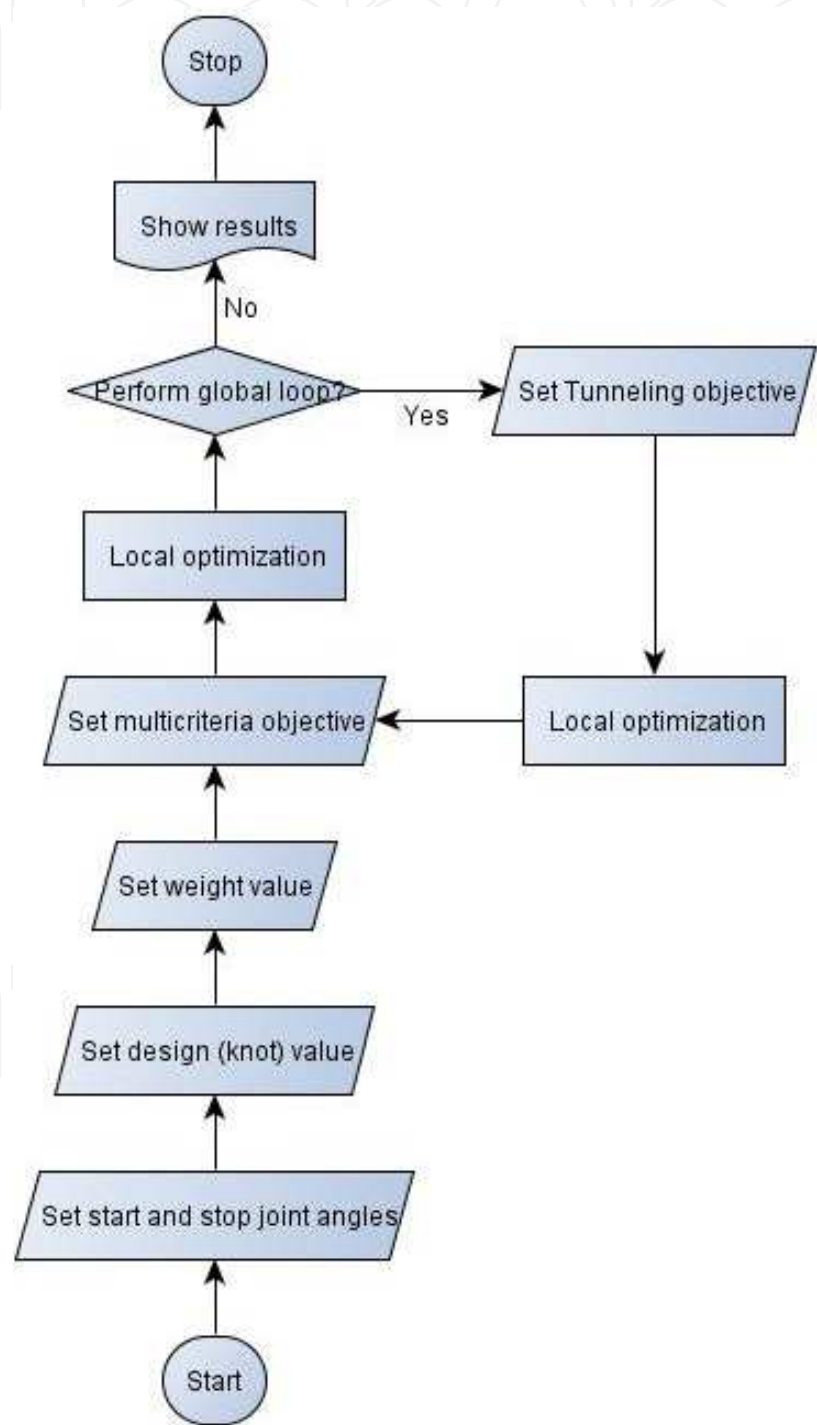 Stop
Show results
No
Perform global loop?
Yes
Set Tunneling objective
Local optimization
Set multicriteria objective
Local optimization
Set weight value
Set design (knot) value
Set start and stop joint angles
Start